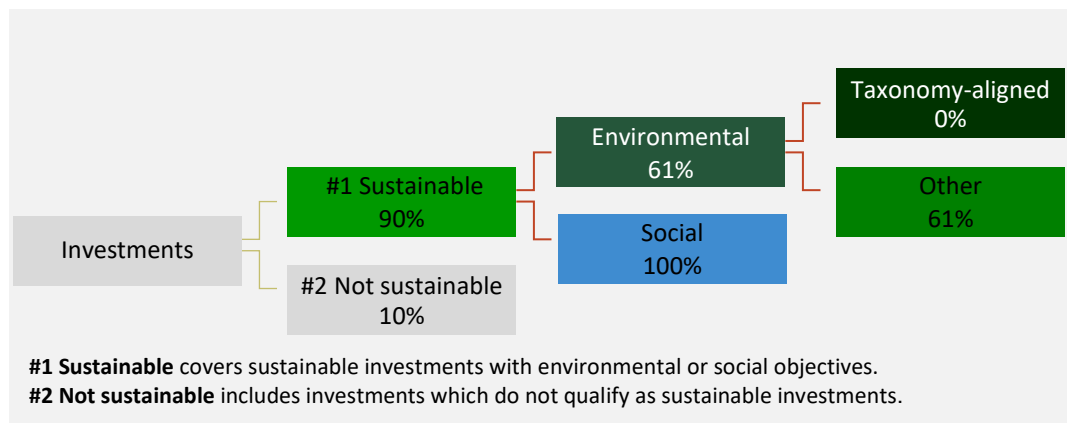 Investments
#1 Sustainable
90%
#2 Not sustainable
10%
Environmental
61%
Social
100%
Taxonomy-aligned
0%
Other
61%
#1 Sustainable covers sustainable investments with environmental or social objectives.
#2 Not sustainable includes investments which do not qualify as sustainable investments.